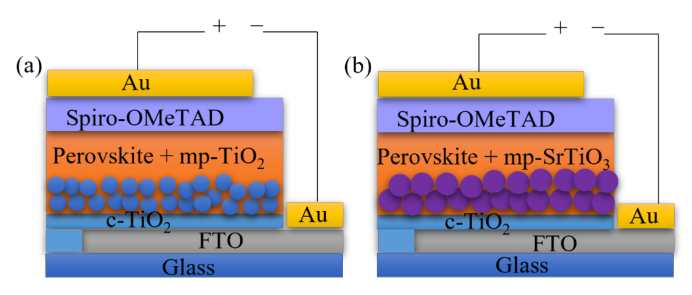 + −
(a)
Au
Spiro-OMeTAD
Perovskite + mp-TiO₂
Au
c-TiO₂
FTO
Glass
+ −
(b)
Au
Spiro-OMeTAD
Perovskite + mp-SrTiO₃
Au
c-TiO₂
FTO
Glass